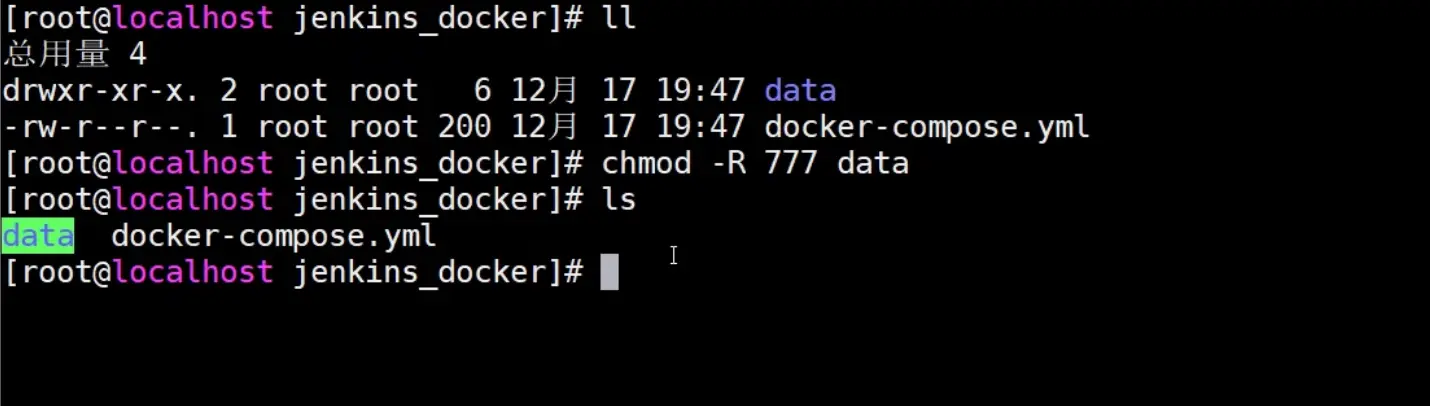 [root@localhost jenkins_docker]# ll
总用量 4
drwxr-xr-x. 2 root root   6 12月 17 19:47 data
-rw-r--r--. 1 root root 200 12月 17 19:47 docker-compose.yml
[root@localhost jenkins_docker]# chmod -R 777 data
[root@localhost jenkins_docker]# ls
data  docker-compose.yml
[root@localhost jenkins_docker]#